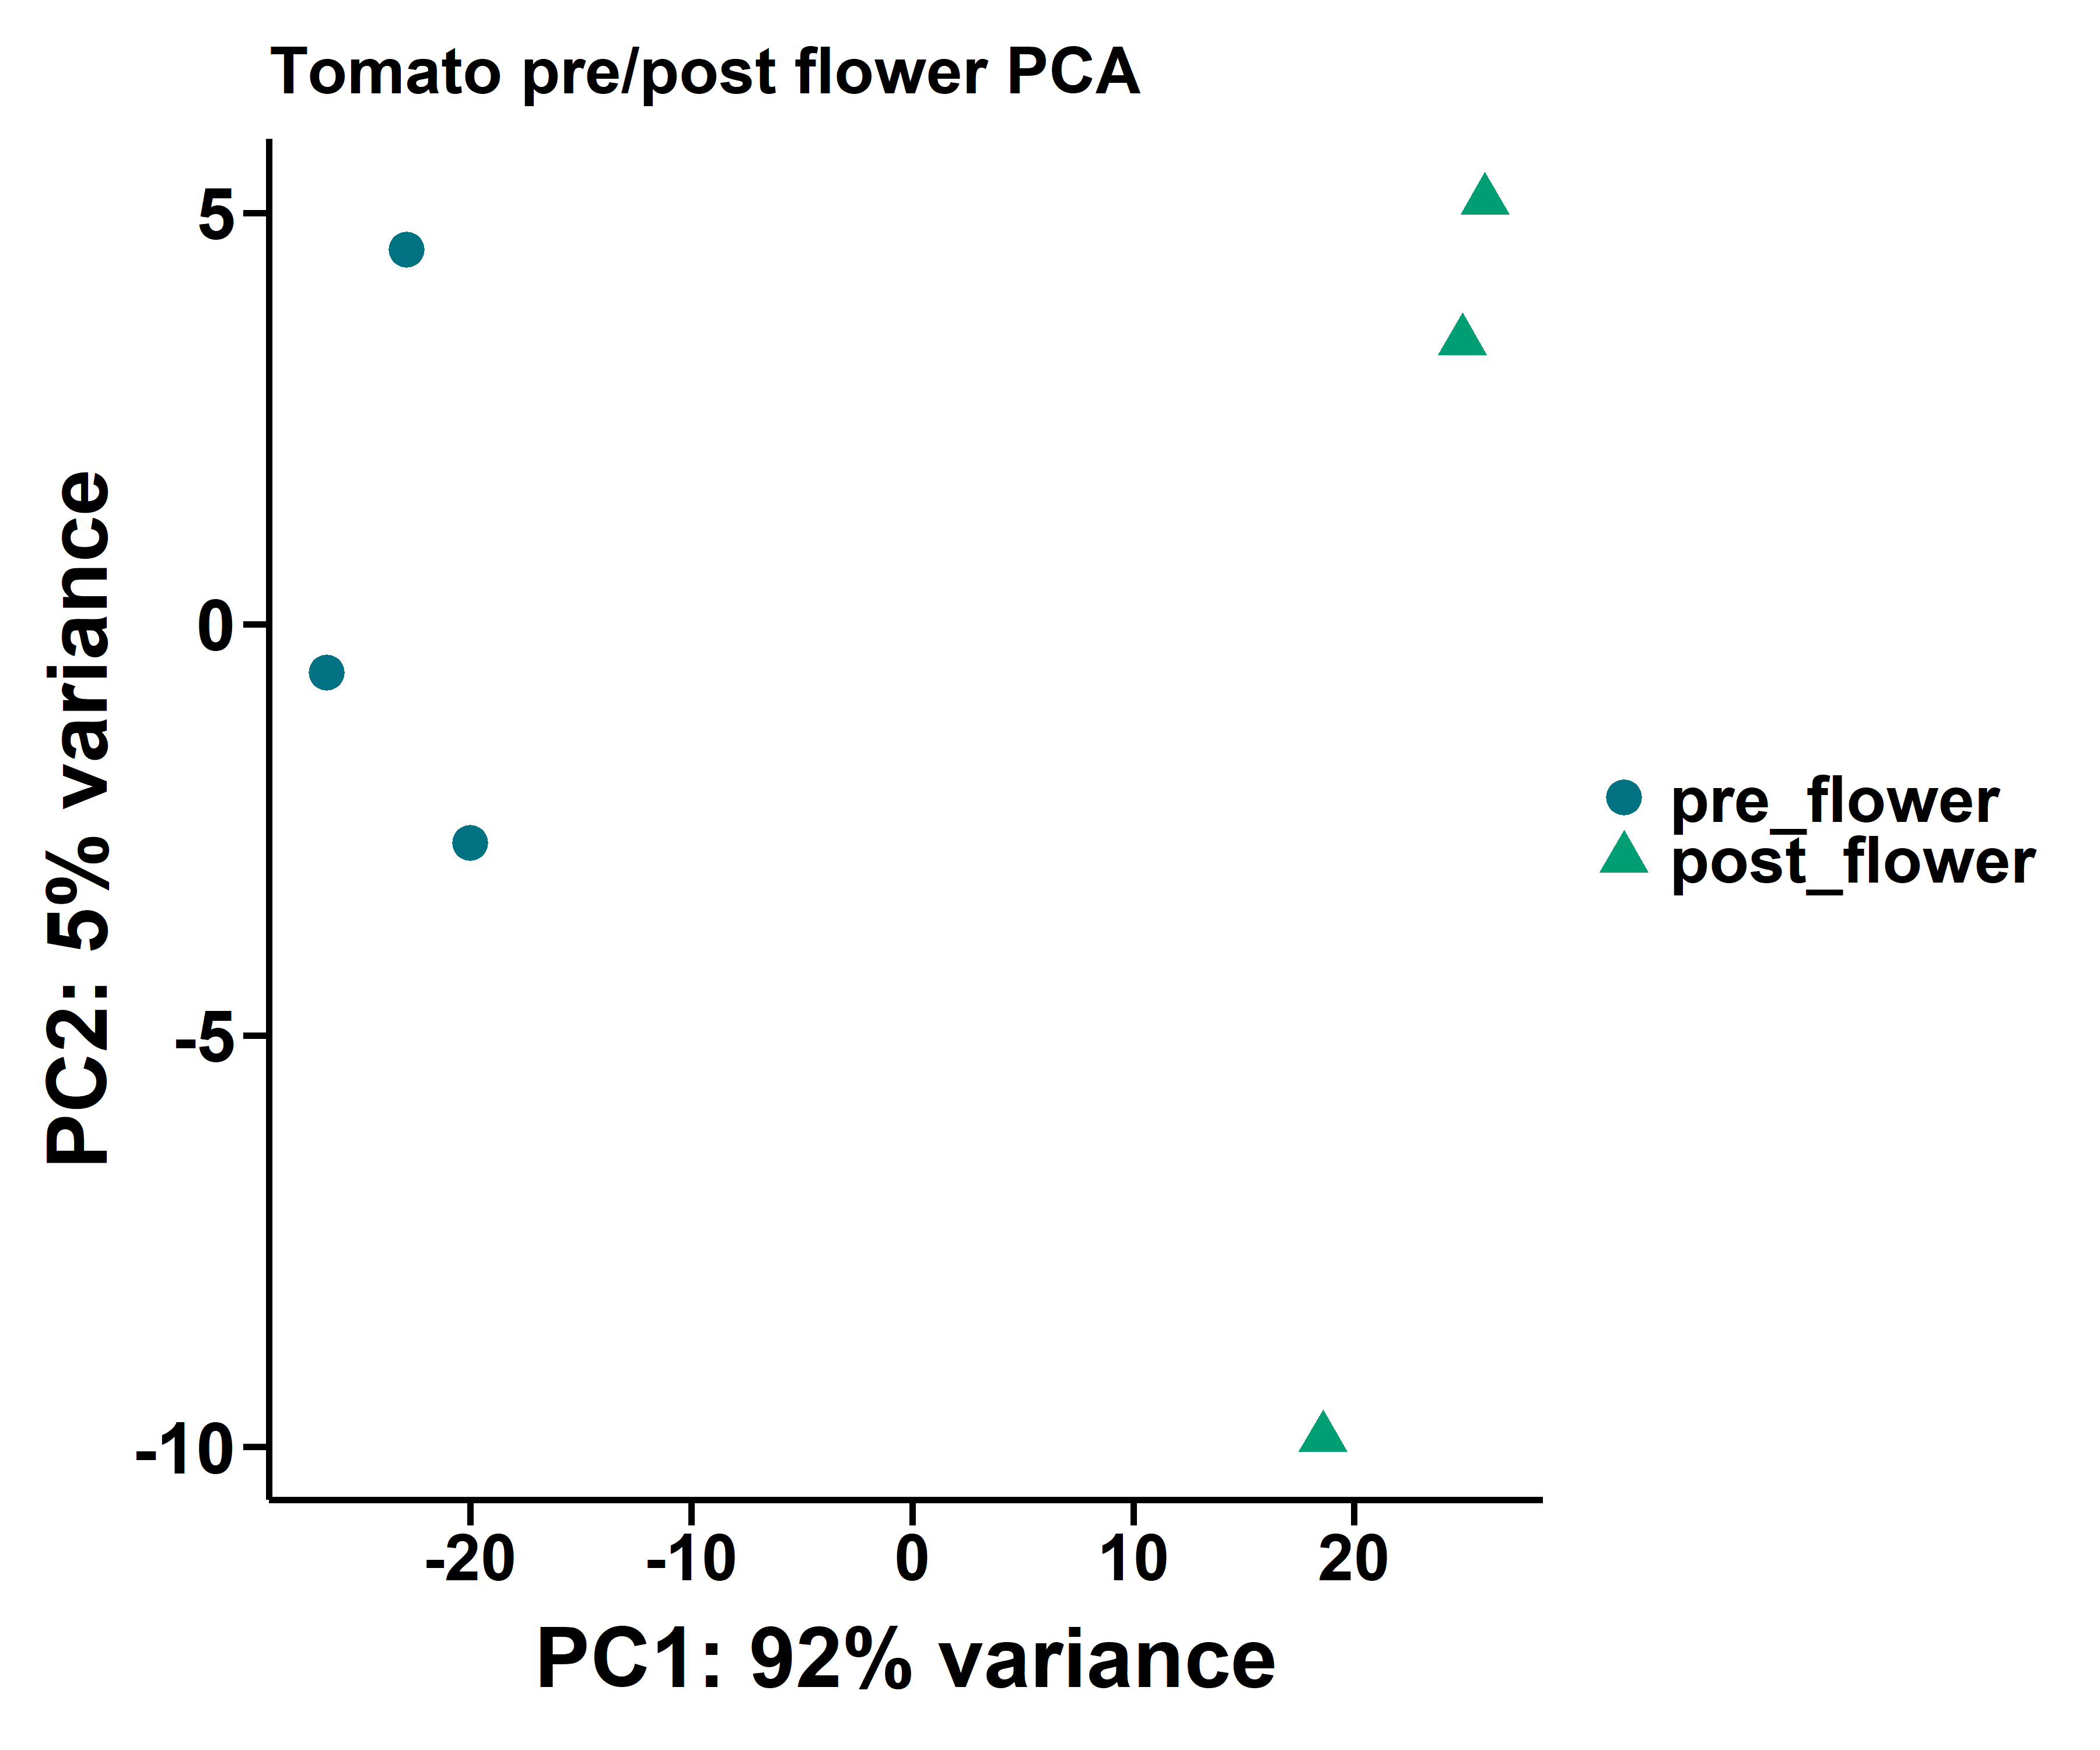 Tomato pre/post flower PCA
PC2: 5% variance
5
0
-5
-10
-20 -10 0 10 20
PC1: 92% variance
pre_flower
post_flower